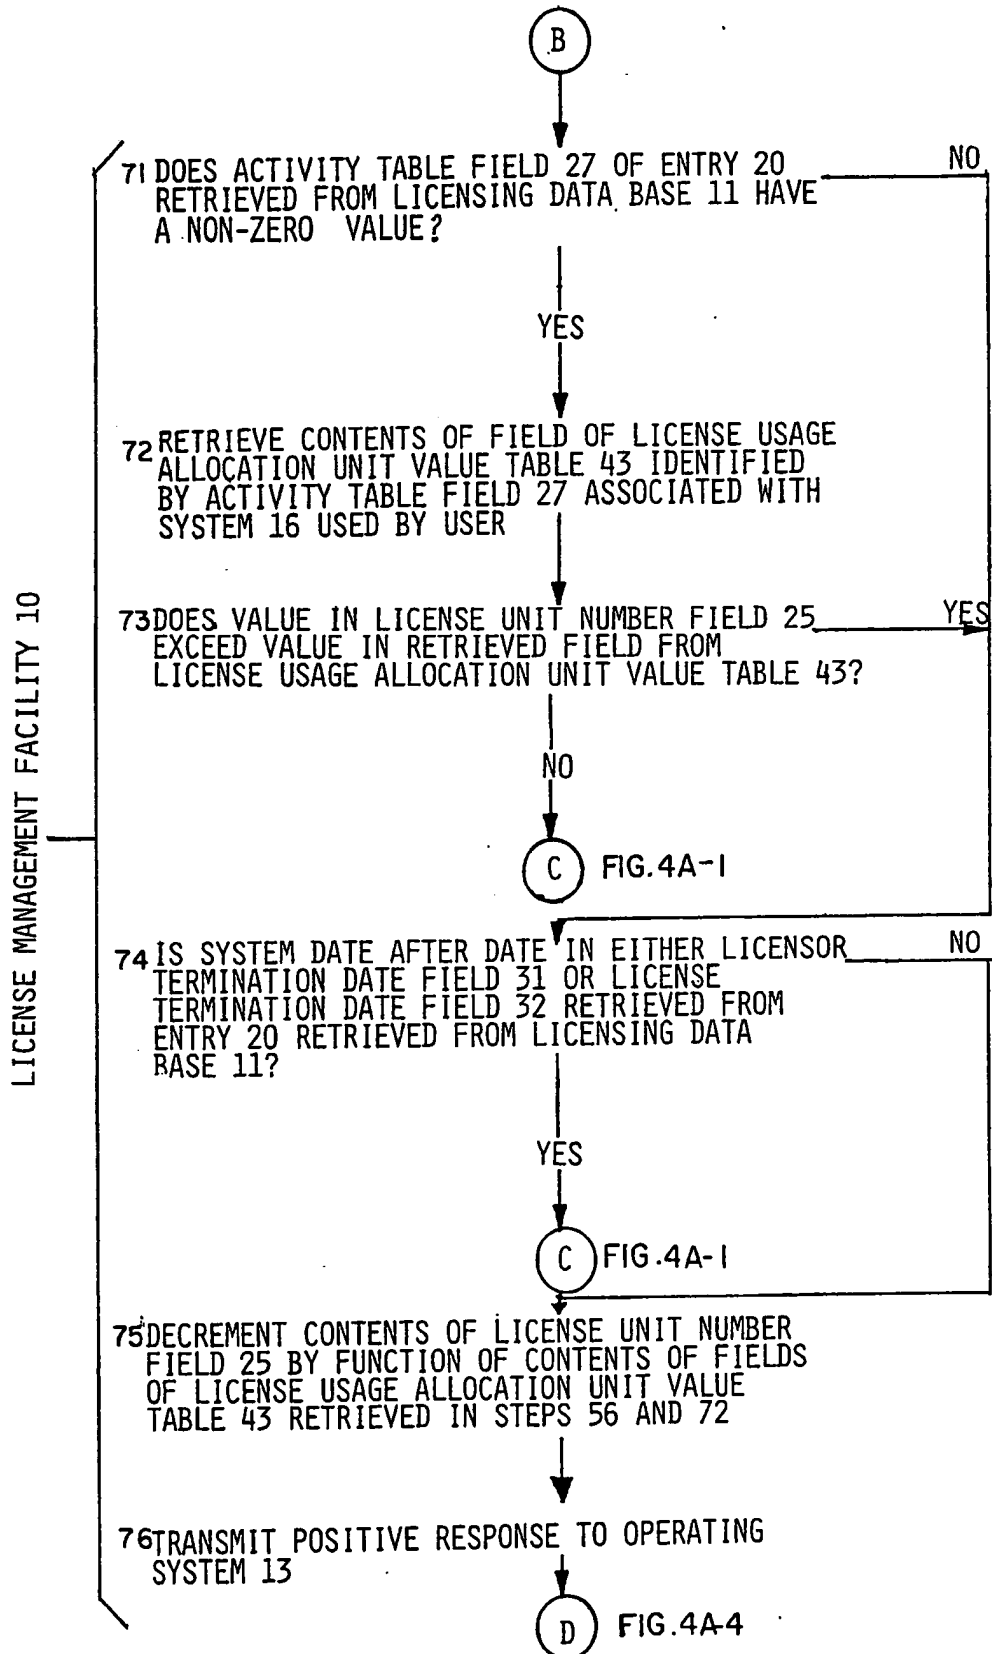 B
71 DOES ACTIVITY TABLE FIELD 27 OF ENTRY 20
RETRIEVED FROM LICENSING DATA BASE 11 HAVE
A NON-ZERO VALUE?
NO
YES
72 RETRIEVE CONTENTS OF FIELD OF LICENSE USAGE
ALLOCATION UNIT VALUE TABLE 43 IDENTIFIED
BY ACTIVITY TABLE FIELD 27 ASSOCIATED WITH
SYSTEM 16 USED BY USER
73 DOES VALUE IN LICENSE UNIT NUMBER FIELD 25
EXCEED VALUE IN RETRIEVED FIELD FROM
LICENSE USAGE ALLOCATION UNIT VALUE TABLE 43?
YES
NO
C FIG.4A-1
LICENSE MANAGEMENT FACILITY 10
74 IS SYSTEM DATE AFTER DATE IN EITHER LICENSOR
TERMINATION DATE FIELD 31 OR LICENSE
TERMINATION DATE FIELD 32 RETRIEVED FROM
ENTRY 20 RETRIEVED FROM LICENSING DATA
BASE 11?
NO
YES
C FIG.4A-1
75 DECREMENT CONTENTS OF LICENSE UNIT NUMBER
FIELD 25 BY FUNCTION OF CONTENTS OF FIELDS
OF LICENSE USAGE ALLOCATION UNIT VALUE
TABLE 43 RETRIEVED IN STEPS 56 AND 72
76 TRANSMIT POSITIVE RESPONSE TO OPERATING
SYSTEM 13
D FIG.4A-4